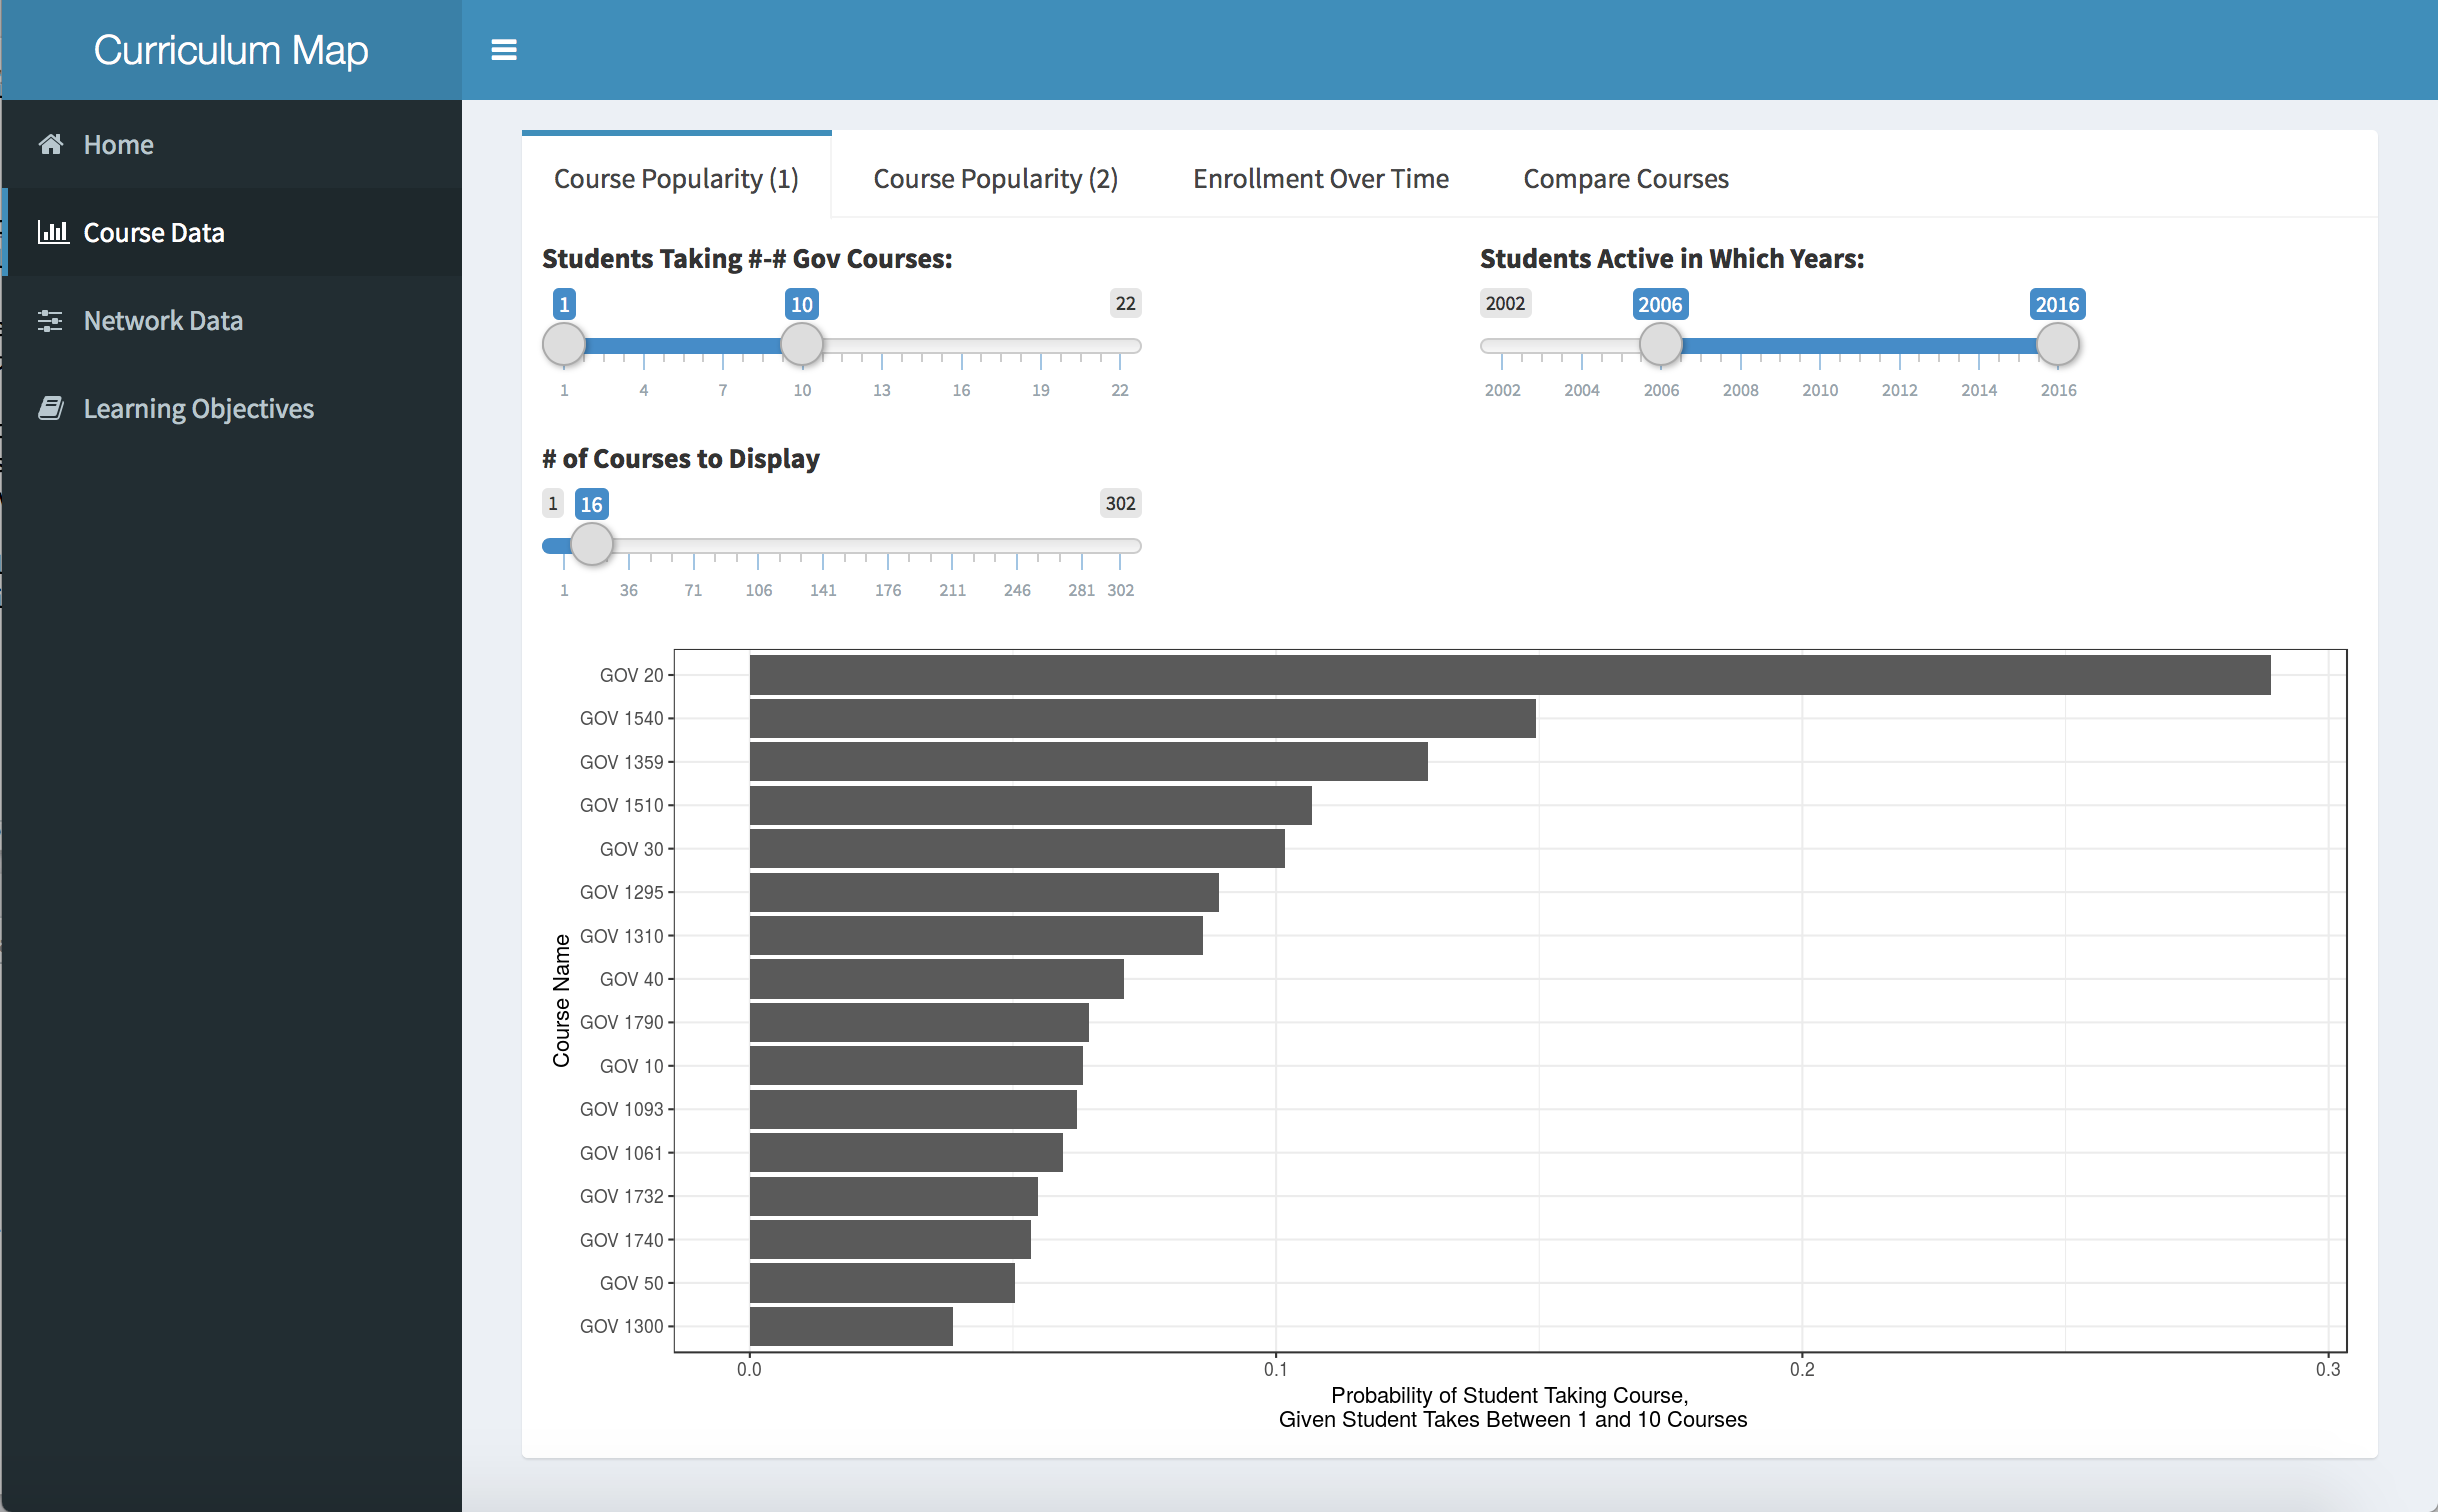 Curriculum Map
Home
Course Data
Network Data
Learning Objectives
Course Popularity (1) Course Popularity (2) Enrollment Over Time Compare Courses
Students Taking #-# Gov Courses:
1 10 22
1 4 7 10 13 16 19 22
Students Active in Which Years:
2002 2006 2016
2002 2004 2006 2008 2010 2012 2014 2016
# of Courses to Display
1 16 302
1 36 71 106 141 176 211 246 281 302
Course Name
GOV 20
GOV 1540
GOV 1359
GOV 1510
GOV 30
GOV 1295
GOV 1310
GOV 40
GOV 1790
GOV 10
GOV 1093
GOV 1061
GOV 1732
GOV 1740
GOV 50
GOV 1300
0.0 0.1 0.2 0.3
Probability of Student Taking Course,
Given Student Takes Between 1 and 10 Courses